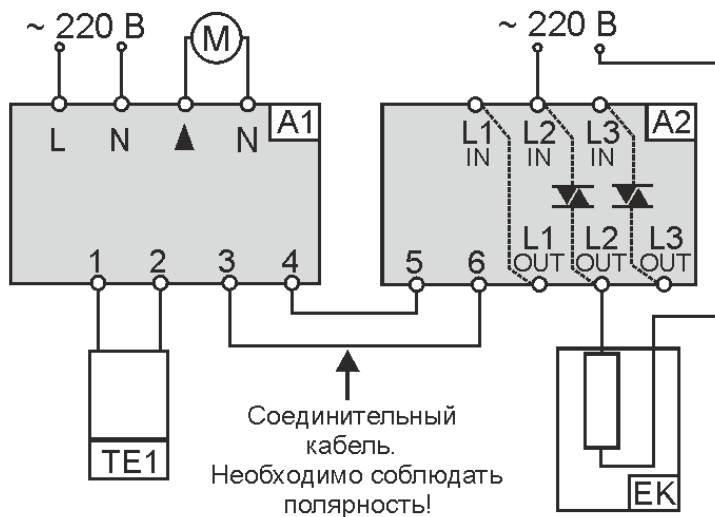 ~ 220 В
M
~ 220 В
L N ▲ N A1
L1 IN L2 IN L3 IN A2
1 2 3 4
5 6 L1 OUT L2 OUT L3 OUT
TE1
Соединительный
кабель.
Необходимо соблюдать
полярность!
EK